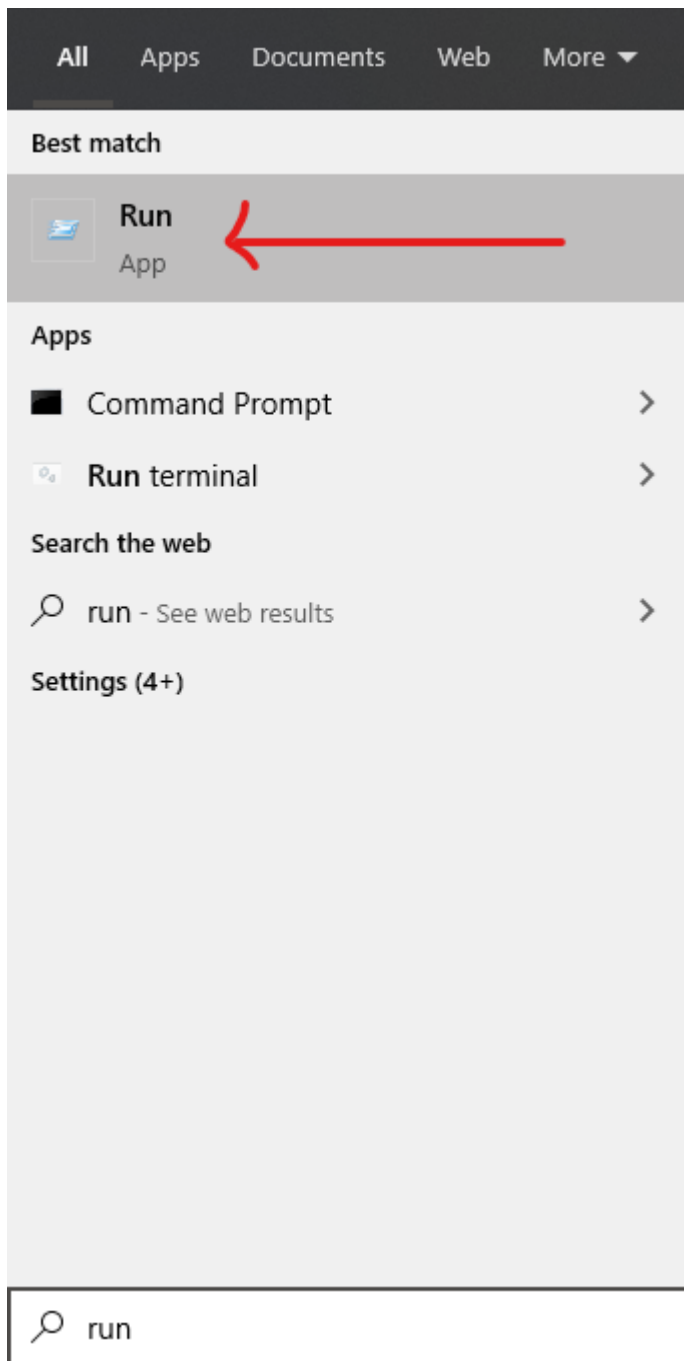 All Apps Documents Web More
Best match
Run
App
Apps
Command Prompt
Run terminal
Search the web
run - See web results
Settings (4+)
run